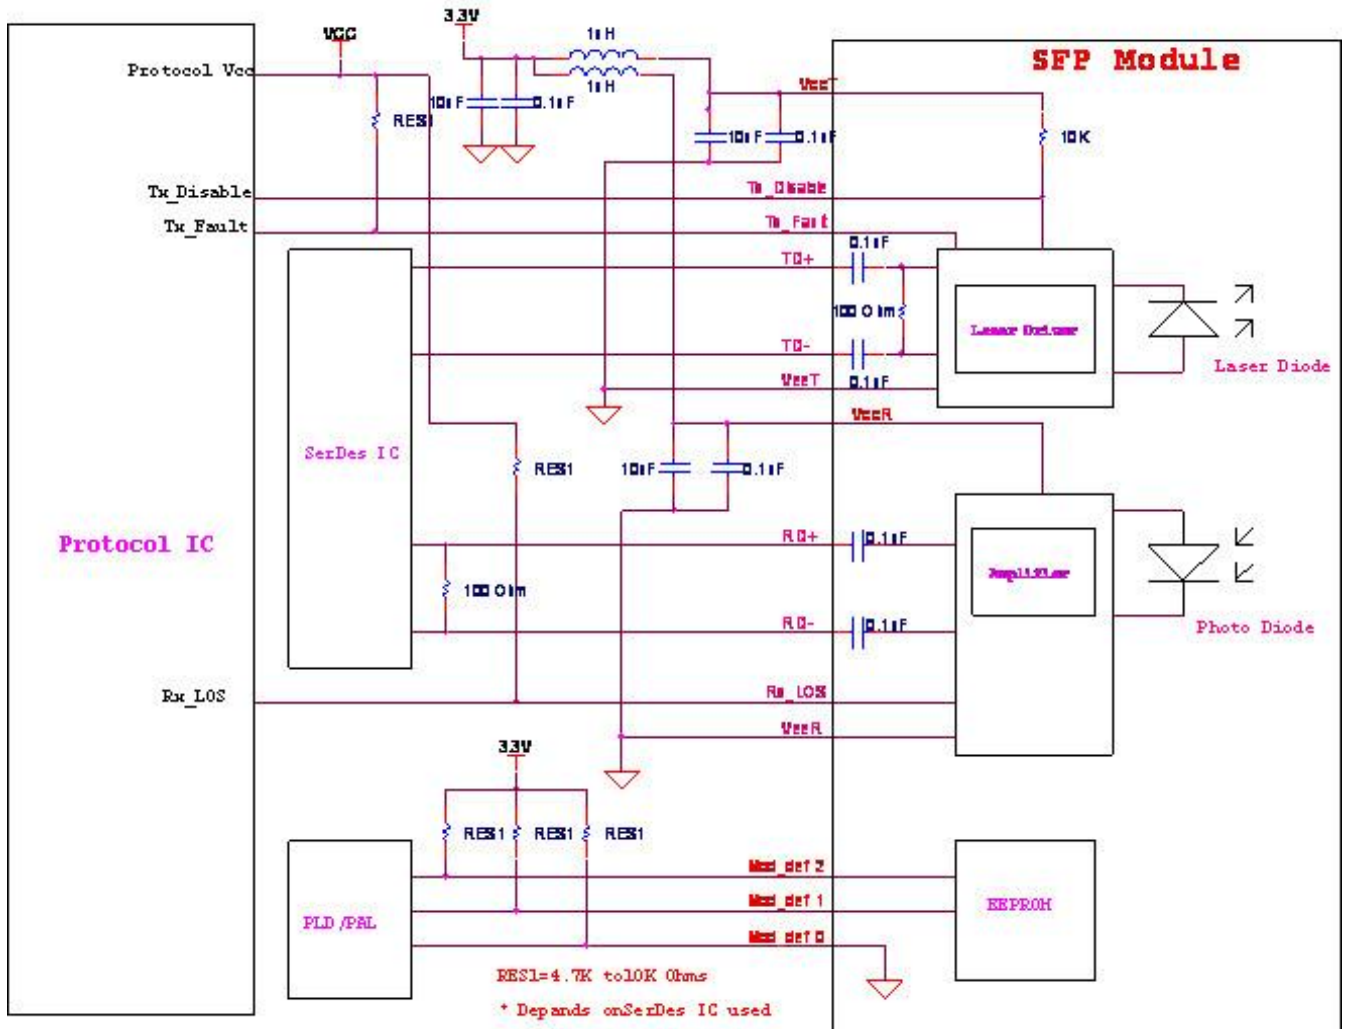 3.3V
VCC
1uH
SFP Module
Protocol Vcc
1uH
VccT
10uF
0.1uF
RES1
10uF
0.1uF
10K
Tx_Disable
Tx_Disable
Tx_Fault
Tx_Fault
0.1uF
TD+
100 Ohm
Laser Driver
TD-
Laser Diode
VeeT
0.1uF
VccR
SerDes IC
RES1
10uF
0.1uF
Protocol IC
RD+
0.1uF
Amplifier
100 Ohm
RD-
0.1uF
Photo Diode
Rx_LOS
Rx_LOS
VeeR
3.3V
RES1
RES1
RES1
Mod_def 2
Mod_def 1
EEPROM
PLD/PAL
Mod_def 0
RES1=4.7K to10K Ohms
* Depands onSerDes IC used